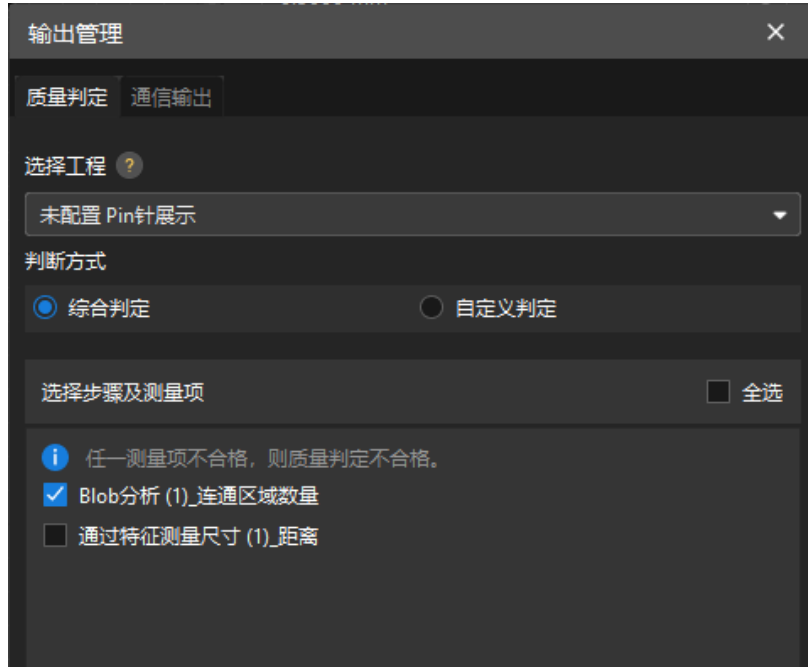 输出管理
质量判定 通信输出
选择工程 ?
未配置 Pin针展示
判断方式
综合判定 自定义判定
选择步骤及测量项 全选
任一测量项不合格，则质量判定不合格。
Blob分析 (1)_连通区域数量
通过特征测量尺寸 (1)_距离